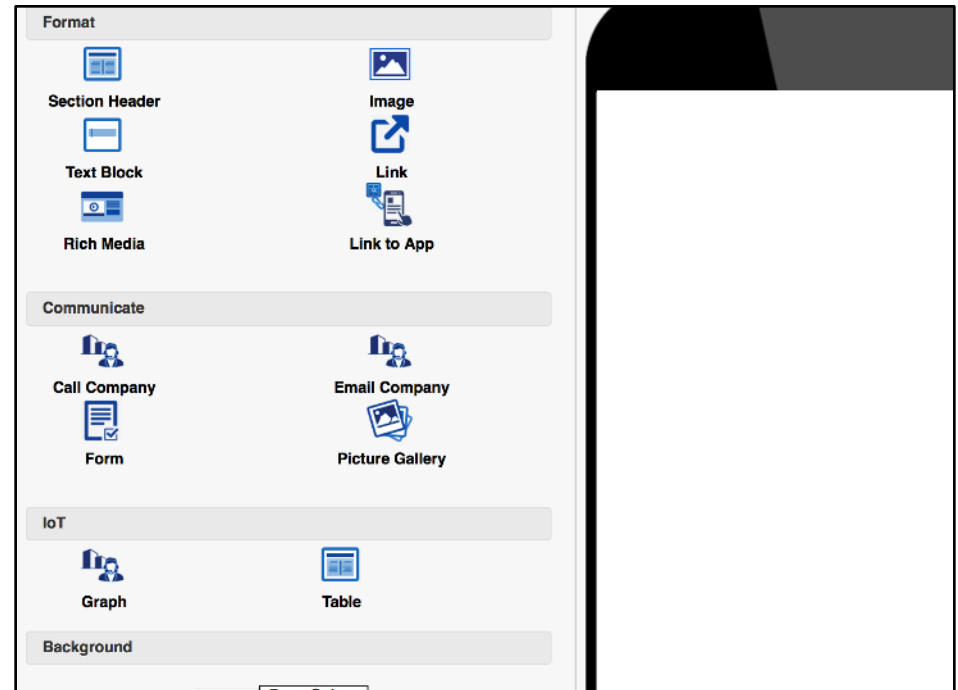 Format
Section Header Image
Text Block Link
Rich Media Link to App
Communicate
Call Company Email Company
Form Picture Gallery
IoT
Graph Table
Background